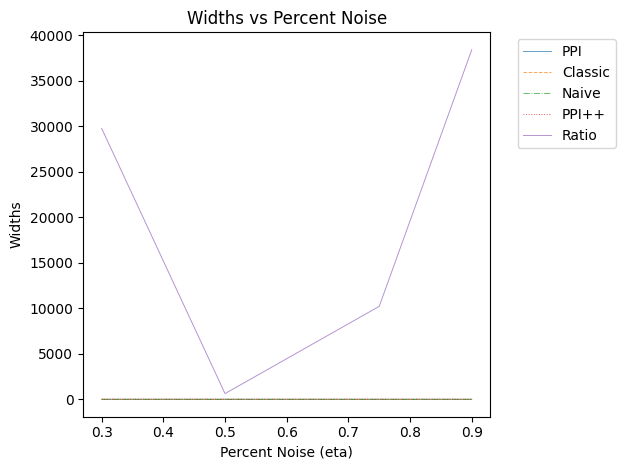 Widths vs Percent Noise
40000
35000
30000
25000
20000
15000
10000
5000
0
Widths
0.3 0.4 0.5 0.6 0.7 0.8 0.9
Percent Noise (eta)
PPI
Classic
Naive
PPI++
Ratio